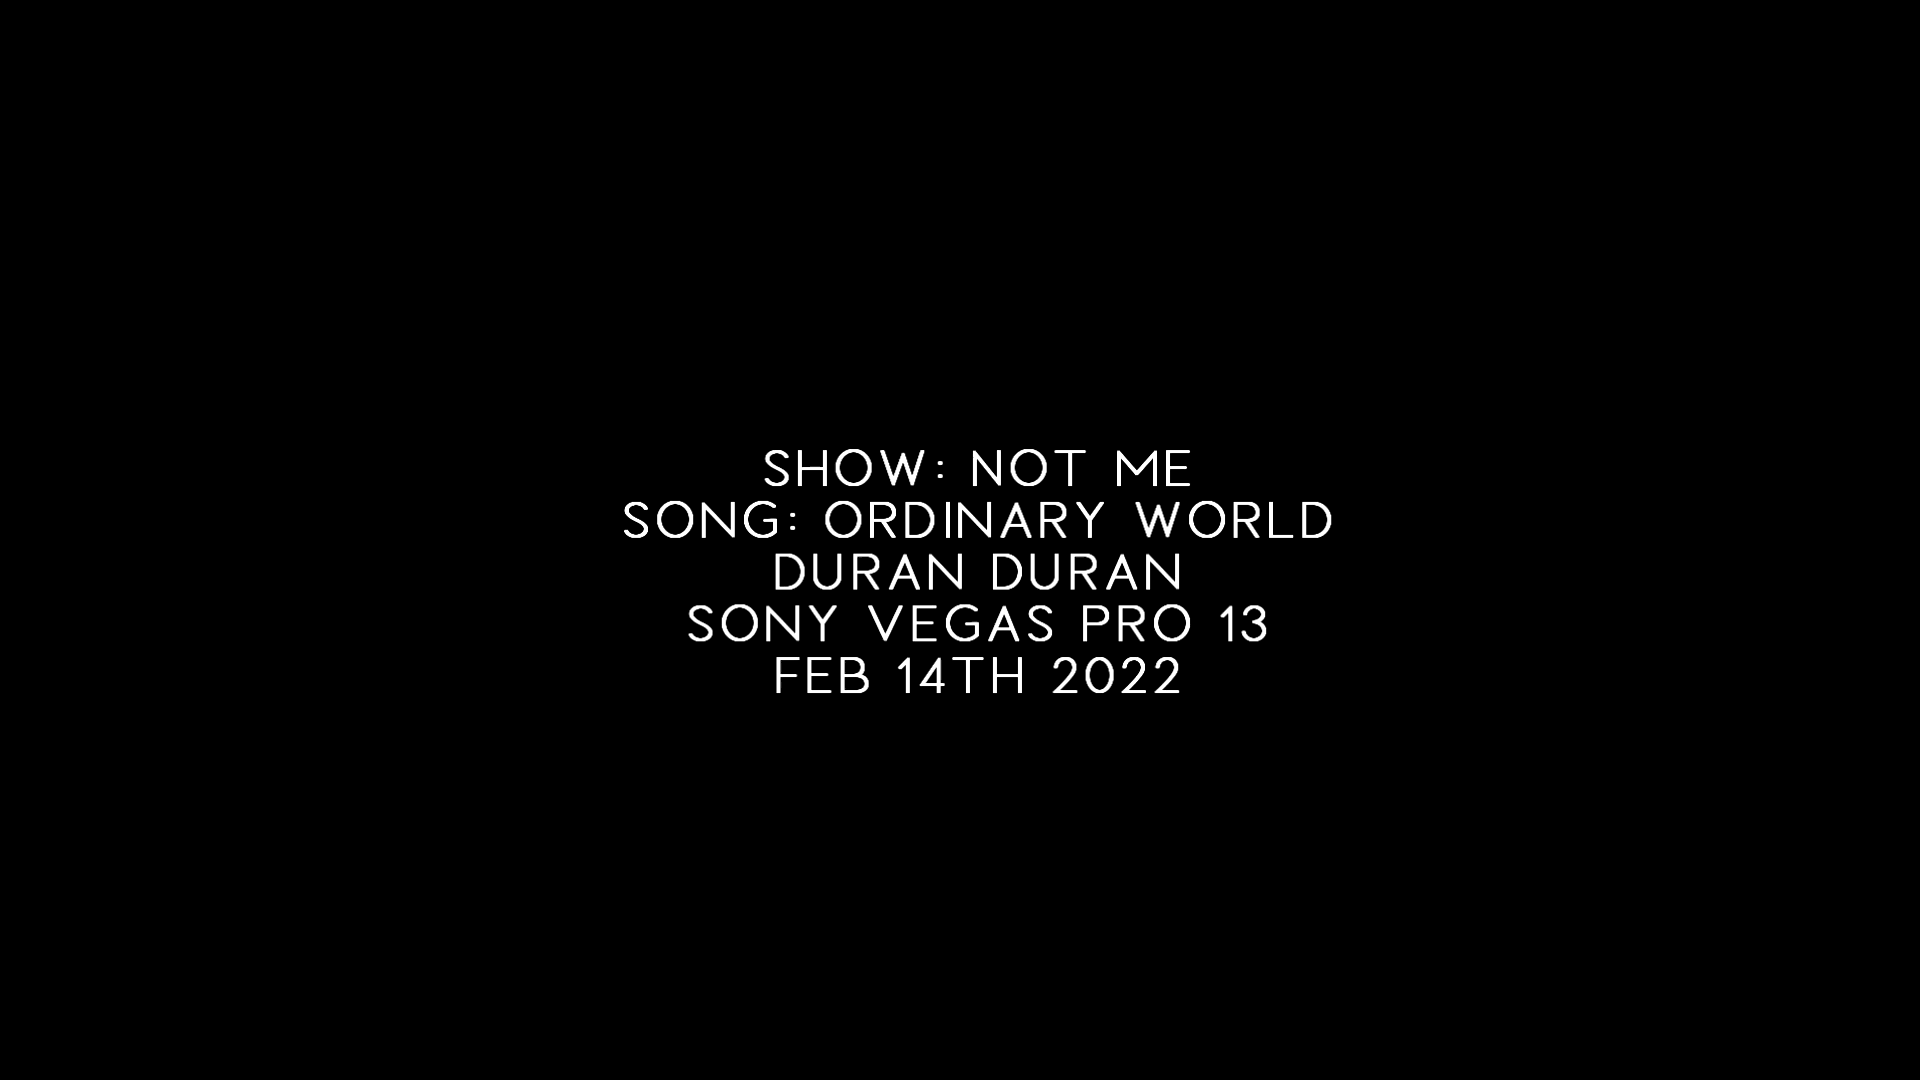 SHOW: NOT ME
SONG: ORDINARY WORLD
DURAN DURAN
SONY VEGAS PRO 13
FEB 14TH 2022